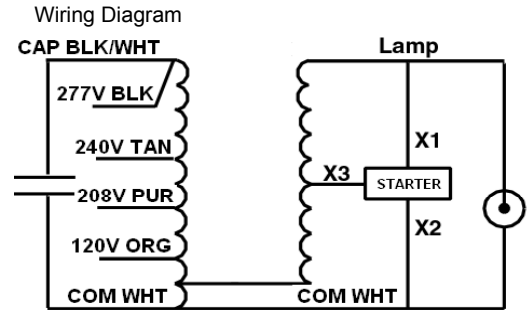 Wiring Diagram
CAP BLK/WHT
Lamp
277V BLK
X1
240V TAN
X3
STARTER
208V PUR
X2
120V ORG
COM WHT
COM WHT